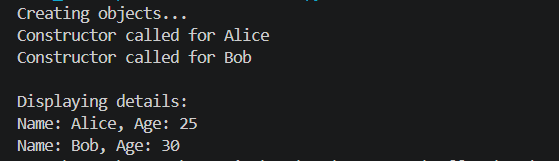 Creating objects...
Constructor called for Alice
Constructor called for Bob
Displaying details:
Name: Alice, Age: 25
Name: Bob, Age: 30